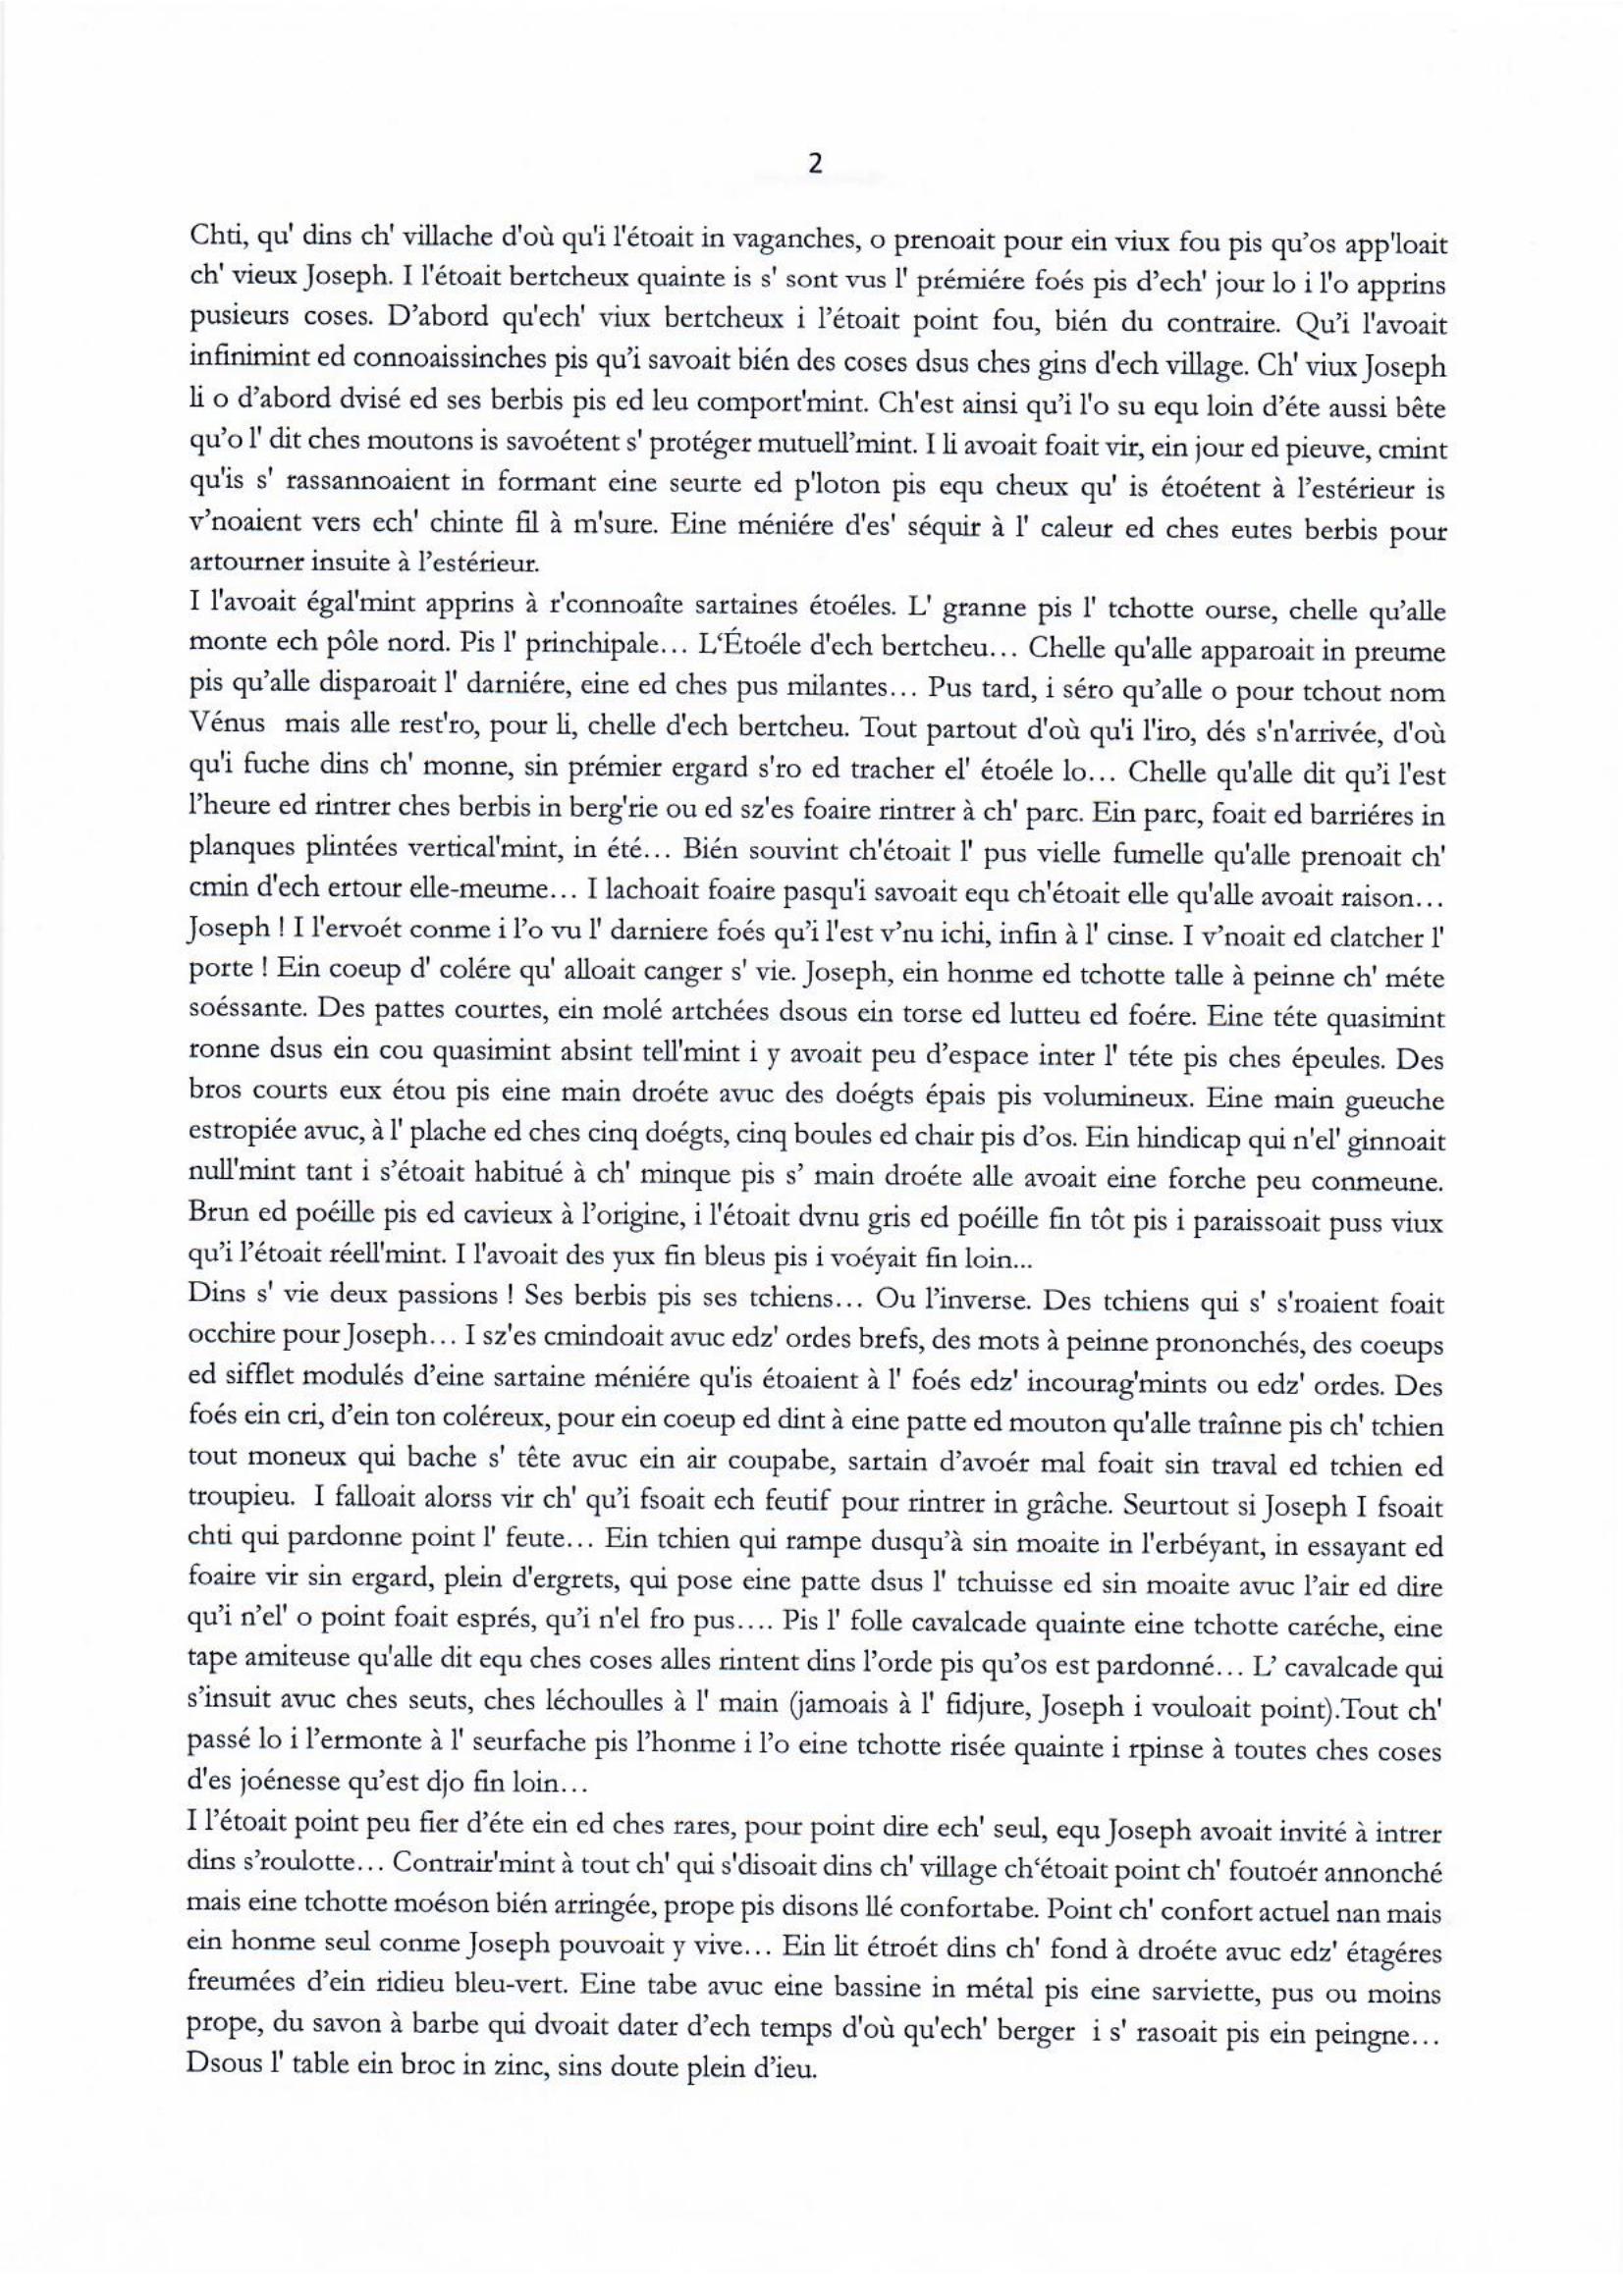 2
Chti, qu' dins ch' villache d'où qu'i l'étoait in vaganches, o prenoait pour ein viux fou pis qu'os app'loait
ch' vieux Joseph. I l'étoait bertcheux quainte is s' sont vus l' prémiére foés pis d'ech' jour lo i l'o apprins
pusieurs coses. D'abord qu'ech' viux bertcheux i l'étoait point fou, bién du contraire. Qu'i l'avoait
infinimint ed connoaissinches pis qu'i savoait bién des coses dsus ches gins d'ech village. Ch' viux Joseph
li o d'abord dvisé ed ses berbis pis ed leu comport'mint. Ch'est ainsi qu'i l'o su equ loin d'éte aussi bête
qu'o l' dit ches moutons is savoétent s' protéger mutuell'mint. I li avoait foait vir, ein jour ed pieuve, cmint
qu'is s' rassannoaient in formant eine seurte ed p'loton pis equ cheux qu' is étoétent à l'estérieur is
v'noaient vers ech' chinte fil à m'sure. Eine méniére d'es' séquir à l' caleur ed ches eutes berbis pour
artourner insuite à l'estérieur.
I l'avoait égal'mint apprins à r'connoaîte sartaines étoéles. L' granne pis l' tchotte ourse, chelle qu'alle
monte ech pôle nord. Pis l' princhipale… L'Étoéle d'ech bertcheu… Chelle qu'alle apparoait in preume
pis qu'alle disparoait l' darniére, eine ed ches pus milantes… Pus tard, i séro qu'alle o pour tchout nom
Vénus mais alle rest'ro, pour li, chelle d'ech bertcheu. Tout partout d'où qu'i l'iro, dés s'n'arrivée, d'où
qu'i fuche dins ch' monne, sin prémier ergard s'ro ed tracher el' étoéle lo… Chelle qu'alle dit qu'i l'est
l'heure ed rintrer ches berbis in berg'rie ou ed sz'es foaire rintrer à ch' parc. Ein parc, foait ed barriéres in
planques plintées vertical'mint, in été… Bién souvint ch'étoait l' pus vielle fumelle qu'alle prenoait ch'
cmin d'ech ertour elle-meume… I lachoait foaire pasqu'i savoait equ ch'étoait elle qu'alle avoait raison…
Joseph ! I l'ervoét conme i l'o vu l' darniere foés qu'i l'est v'nu ichi, infin à l' cinse. I v'noait ed clatcher l'
porte ! Ein coeup d' colére qu' alloait canger s' vie. Joseph, ein honme ed tchotte talle à peinne ch' méte
soéssante. Des pattes courtes, ein molé artchées dsous ein torse ed lutteu ed foére. Eine téte quasimint
ronne dsus ein cou quasimint absint tell'mint i y avoait peu d'espace inter l' téte pis ches épeules. Des
bros courts eux étou pis eine main droéte avuc des doégts épais pis volumineux. Eine main gueuche
estropiée avuc, à l' plache ed ches cinq doégts, cinq boules ed chair pis d'os. Ein hindicap qui n'el' ginnoait
null'mint tant i s'étoait habitué à ch' minque pis s' main droéte alle avoait eine forche peu conmeune.
Brun ed poéille pis ed cavieux à l'origine, i l'étoait dvnu gris ed poéille fin tôt pis i paraissoait puss viux
qu'i l'étoait réell'mint. I l'avoait des yux fin bleus pis i voéyait fin loin...
Dins s' vie deux passions ! Ses berbis pis ses tchiens… Ou l'inverse. Des tchiens qui s' s'roaient foait
occhire pour Joseph… I sz'es cmindoait avuc edz' ordes brefs, des mots à peinne prononchés, des coeups
ed sifflet modulés d'eine sartaine méniére qu'is étoaient à l' foés edz' incourag'mints ou edz' ordes. Des
foés ein cri, d'ein ton coléreux, pour ein coeup ed dint à eine patte ed mouton qu'alle traînne pis ch' tchien
tout moneux qui bache s' tête avuc ein air coupabe, sartain d'avoér mal foait sin traval ed tchien ed
troupieu. I falloait alorss vir ch' qu'i fsoait ech feutif pour rintrer in grâche. Seurtout si Joseph I fsoait
chti qui pardonne point l' feute… Ein tchien qui rampe dusqu'à sin moaite in l'erbéyant, in essayant ed
foaire vir sin ergard, plein d'ergrets, qui pose eine patte dsus l' tchuisse ed sin moaite avuc l'air ed dire
qu'i n'el' o point foait esprés, qu'i n'el fro pus…. Pis l' folle cavalcade quainte eine tchotte caréche, eine
tape amiteuse qu'alle dit equ ches coses alles rintent dins l'orde pis qu'os est pardonné… L' cavalcade qui
s'insuit avuc ches seuts, ches léchoulles à l' main (jamoais à l' fidjure, Joseph i vouloait point).Tout ch'
passé lo i l'ermonte à l' seurfache pis l'honme i l'o eine tchotte risée quainte i rpinse à toutes ches coses
d'es joénesse qu'est djo fin loin…
I l'étoait point peu fier d'éte ein ed ches rares, pour point dire ech' seul, equ Joseph avoait invité à intrer
dins s'roulotte… Contrair'mint à tout ch' qui s'disoait dins ch' village ch'étoait point ch' foutoér annonché
mais eine tchotte moéson bién arringée, prope pis disons llé confortabe. Point ch' confort actuel nan mais
ein honme seul conme Joseph pouvoait y vive… Ein lit étroét dins ch' fond à droéte avuc edz' étagéres
freumées d'ein ridieu bleu-vert. Eine tabe avuc eine bassine in métal pis eine sarviette, pus ou moins
prope, du savon à barbe qui dvoait dater d'ech temps d'où qu'ech' berger i s' rasoait pis ein peingne…
Dsous l' table ein broc in zinc, sins doute plein d'ieu.